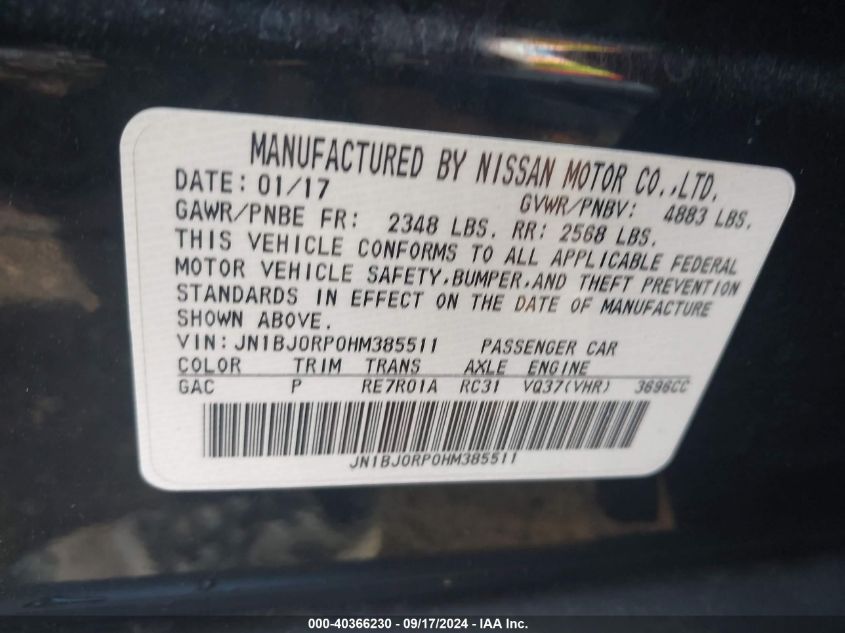 MANUFACTURED BY NISSAN MOTOR CO.,LTD.
DATE: 01/17 GVWR/PNBV: 4883 LBS.
GAWR/PNBE FR: 2348 LBS. RR: 2568 LBS.
THIS VEHICLE CONFORMS TO ALL APPLICABLE FEDERAL
MOTOR VEHICLE SAFETY,BUMPER,AND THEFT PREVENTION
STANDARDS IN EFFECT ON THE DATE OF MANUFACTURE
SHOWN ABOVE.
VIN: JN1BJ0RP0HM385511 PASSENGER CAR
COLOR TRIM TRANS AXLE ENGINE
GAC P RE7R01A RC31 VQ37(VHR) 3696CC
JN1BJ0RP0HM385511
000-40366230 - 09/17/2024 - IAA Inc.